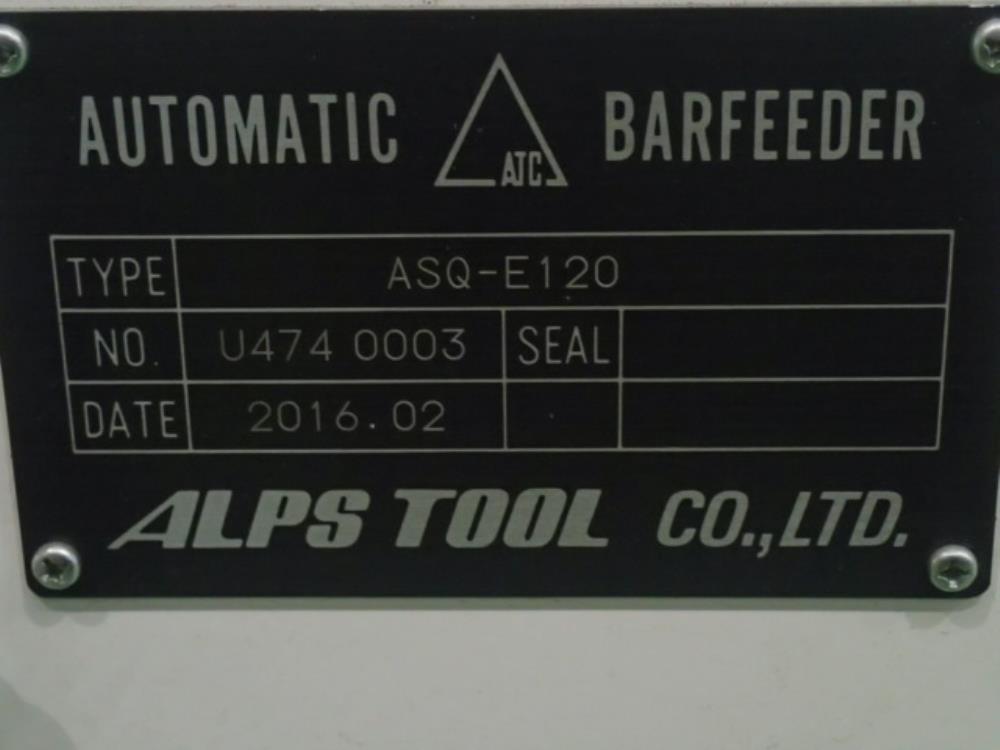 AUTOMATIC ATC BARFEEDER
TYPE ASQ-E120
NO. U474 0003 SEAL
DATE 2016.02
ALPS TOOL CO.,LTD.